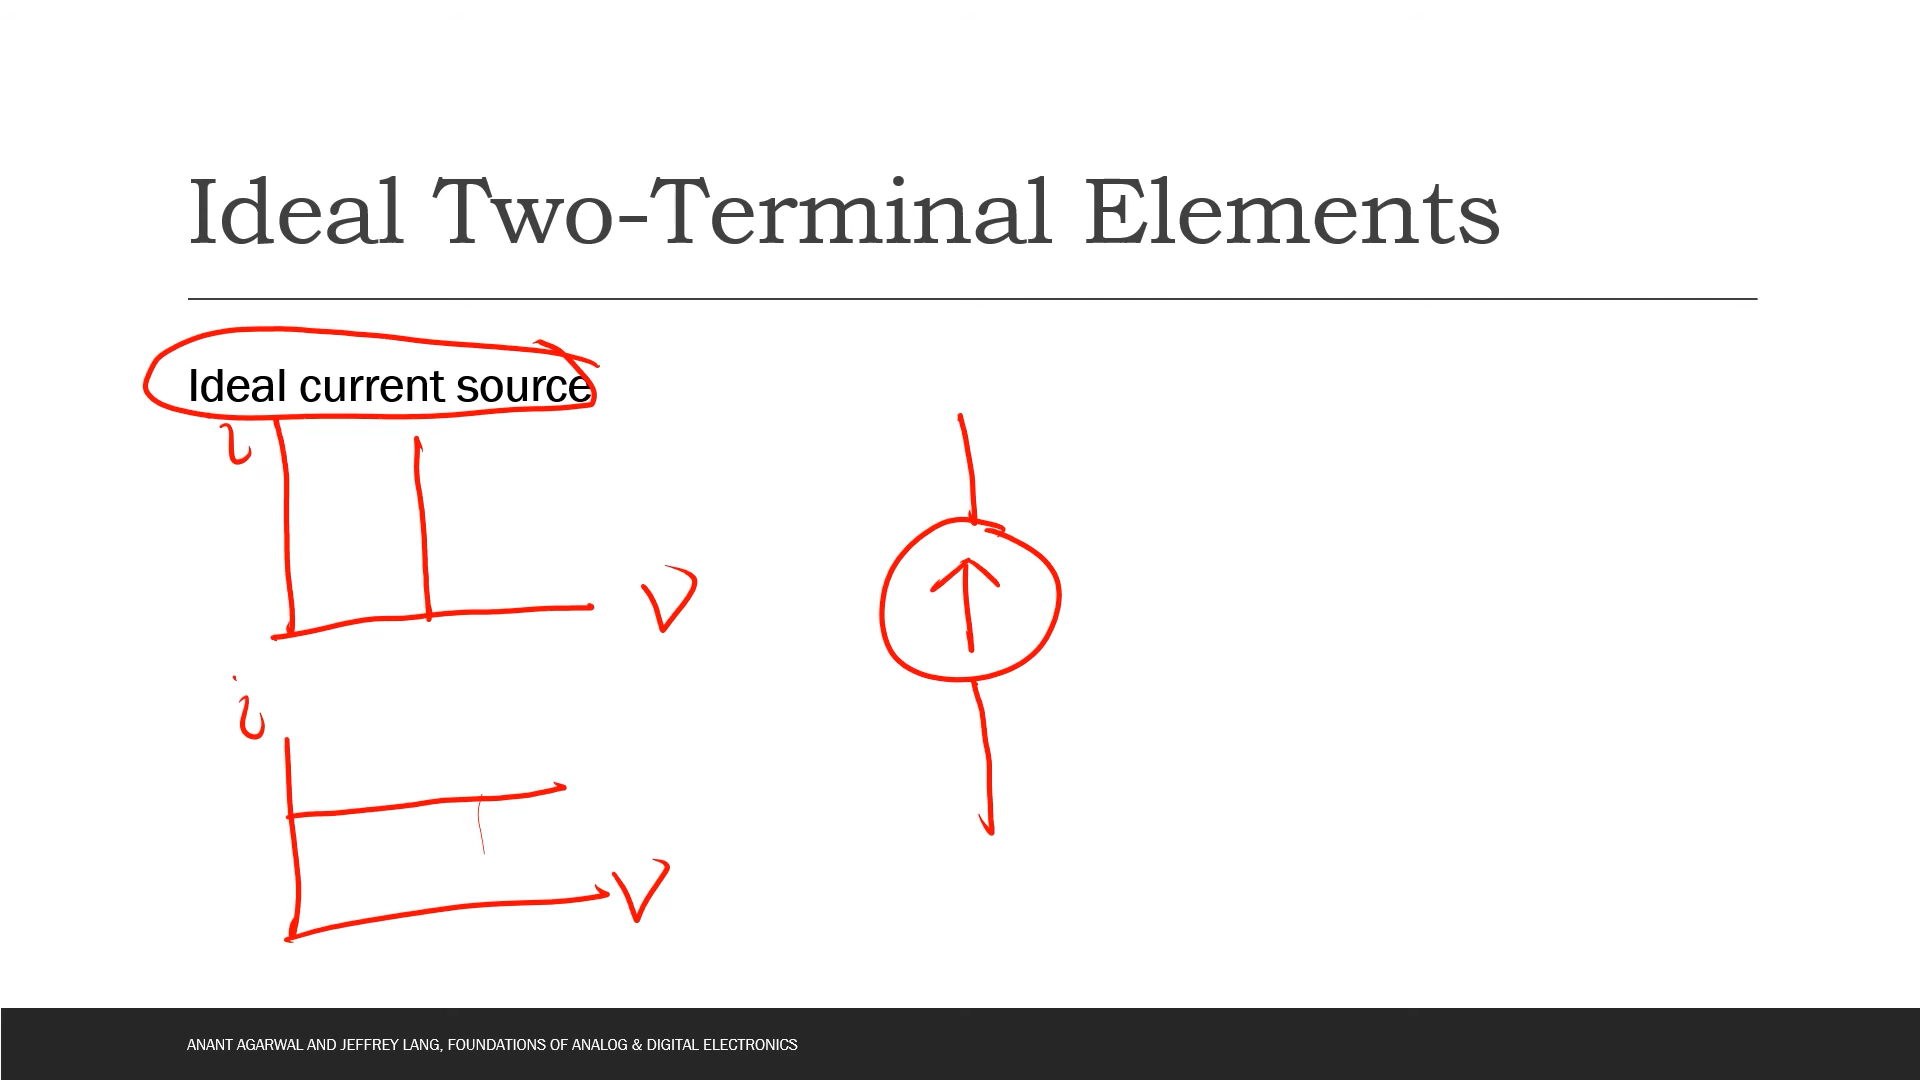 Ideal Two-Terminal Elements
Ideal current source
i
V
i
V
ANANT AGARWAL AND JEFFREY LANG, FOUNDATIONS OF ANALOG & DIGITAL ELECTRONICS